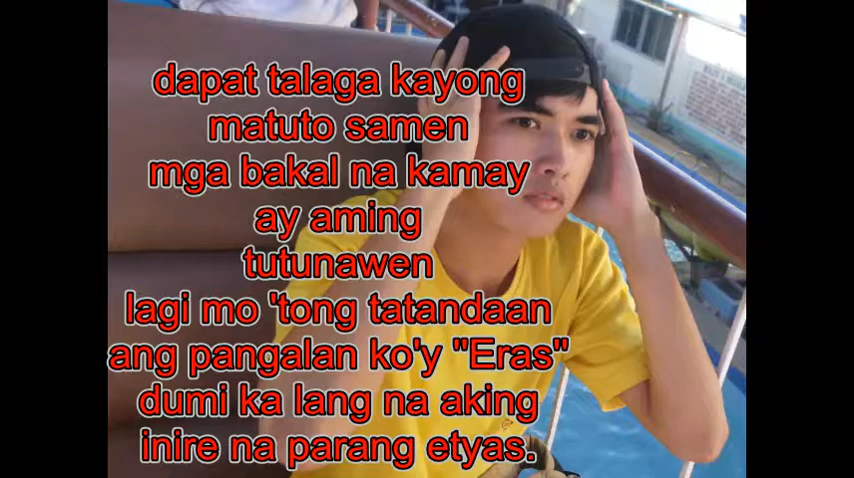 dapat talaga kayong
matuto samen
mga bakal na kamay
ay aming
tutunawen
lagi mo 'tong tatandaan
ang pangalan ko'y "Eras"
dumi ka lang na aking
inire na parang etyas.